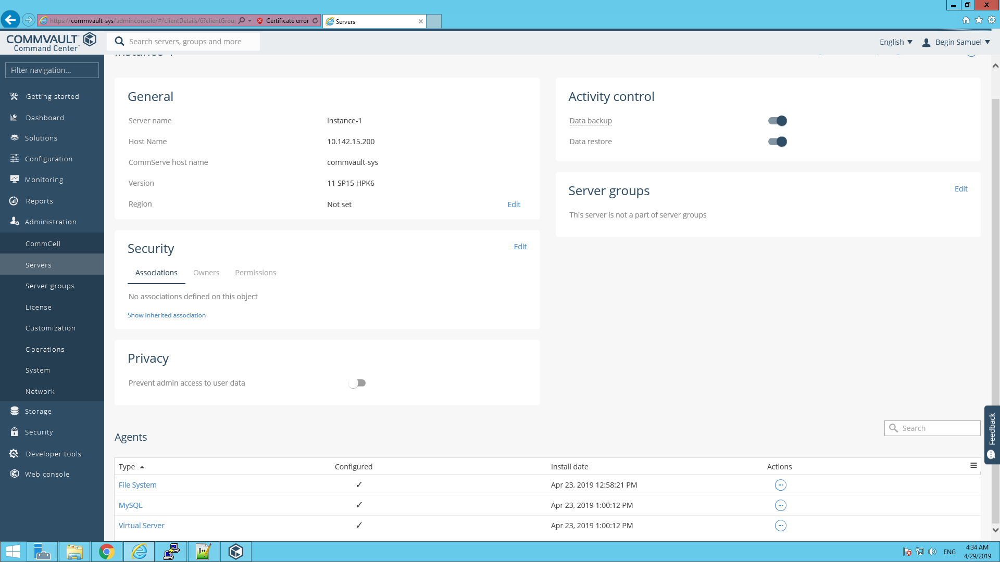 https://commvault-sys/adminconsole/#/clientDetails/6?clientGrou
Certificate error
Servers
COMMVAULT
Command Center
Search servers, groups and more
English
Begin Samuel
Filter navigation...
Getting started
Dashboard
Solutions
Configuration
Monitoring
Reports
Administration
CommCell
Servers
Server groups
License
Customization
Operations
System
Network
Storage
Security
Developer tools
Web console
General
Server name instance-1
Host Name 10.142.15.200
CommServe host name commvault-sys
Version 11 SP15 HPK6
Region Not set Edit
Activity control
Data backup
Data restore
Server groups Edit
This server is not a part of server groups
Security Edit
Associations Owners Permissions
No associations defined on this object
Show inherited association
Privacy
Prevent admin access to user data
Agents
Search
Feedback
Type Configured Install date Actions
File System ✓ Apr 23, 2019 12:58:21 PM
MySQL ✓ Apr 23, 2019 1:00:12 PM
Virtual Server ✓ Apr 23, 2019 1:00:12 PM
ENG
4:34 AM
4/29/2019